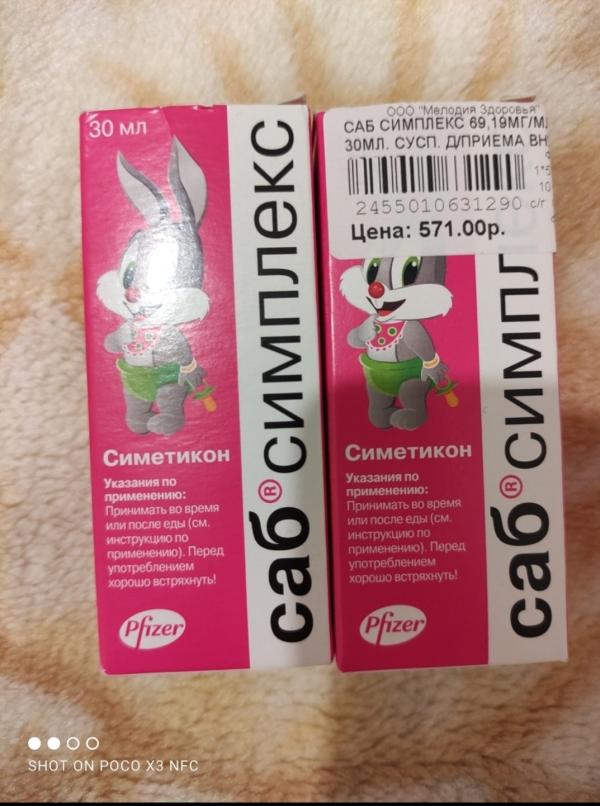 30 мл
саб® симплекс
Симетикон
Указания по
применению:
Принимать во время
или после еды (см.
инструкцию по
применению). Перед
употреблением
хорошо встряхнуть!
Pfizer
ООО "Мелодия Здоровья"
САБ СИМПЛЕКС 69,19МГ/МЛ
30МЛ. СУСП. Д/ПРИЕМА ВН
1*5
10
2455010631290 с/г
Цена: 571.00р.
саб® симпл
Симетикон
Указания по
применению:
Принимать во время
или после еды (см.
инструкцию по
применению). Перед
употреблением
хорошо встряхнуть!
Pfizer
SHOT ON POCO X3 NFC